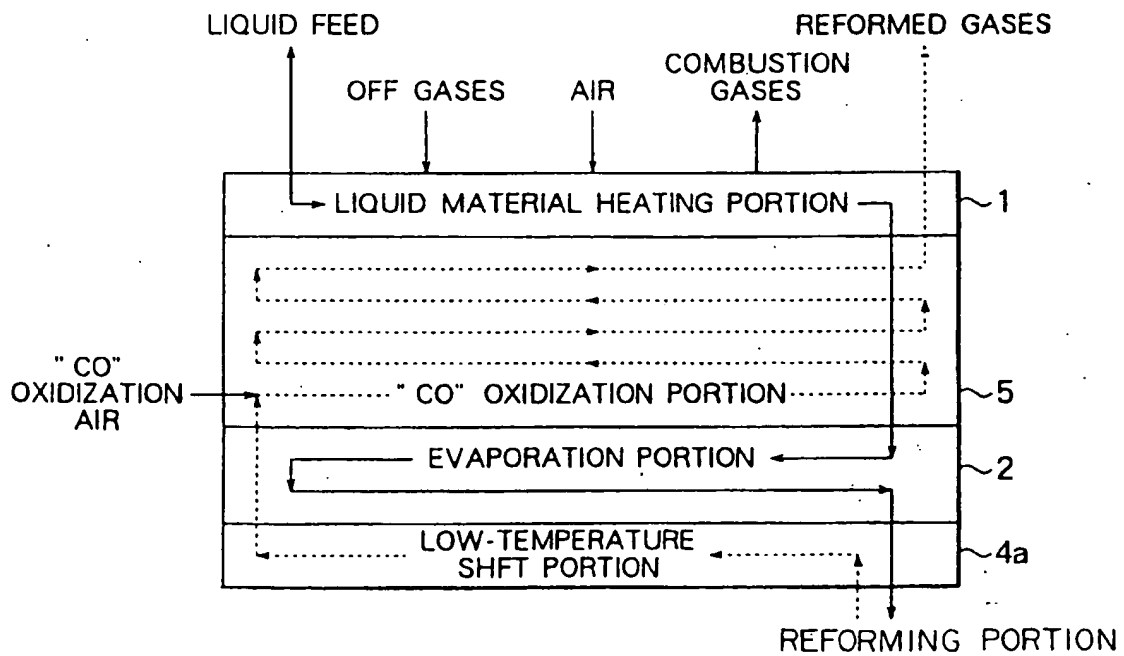 LIQUID FEED
REFORMED GASES
OFF GASES
AIR
COMBUSTION
GASES
LIQUID MATERIAL HEATING PORTION
1
"CO"
OXIDIZATION
AIR
"CO" OXIDIZATION PORTION
5
EVAPORATION PORTION
2
LOW-TEMPERATURE
SHFT PORTION
4a
REFORMING PORTION